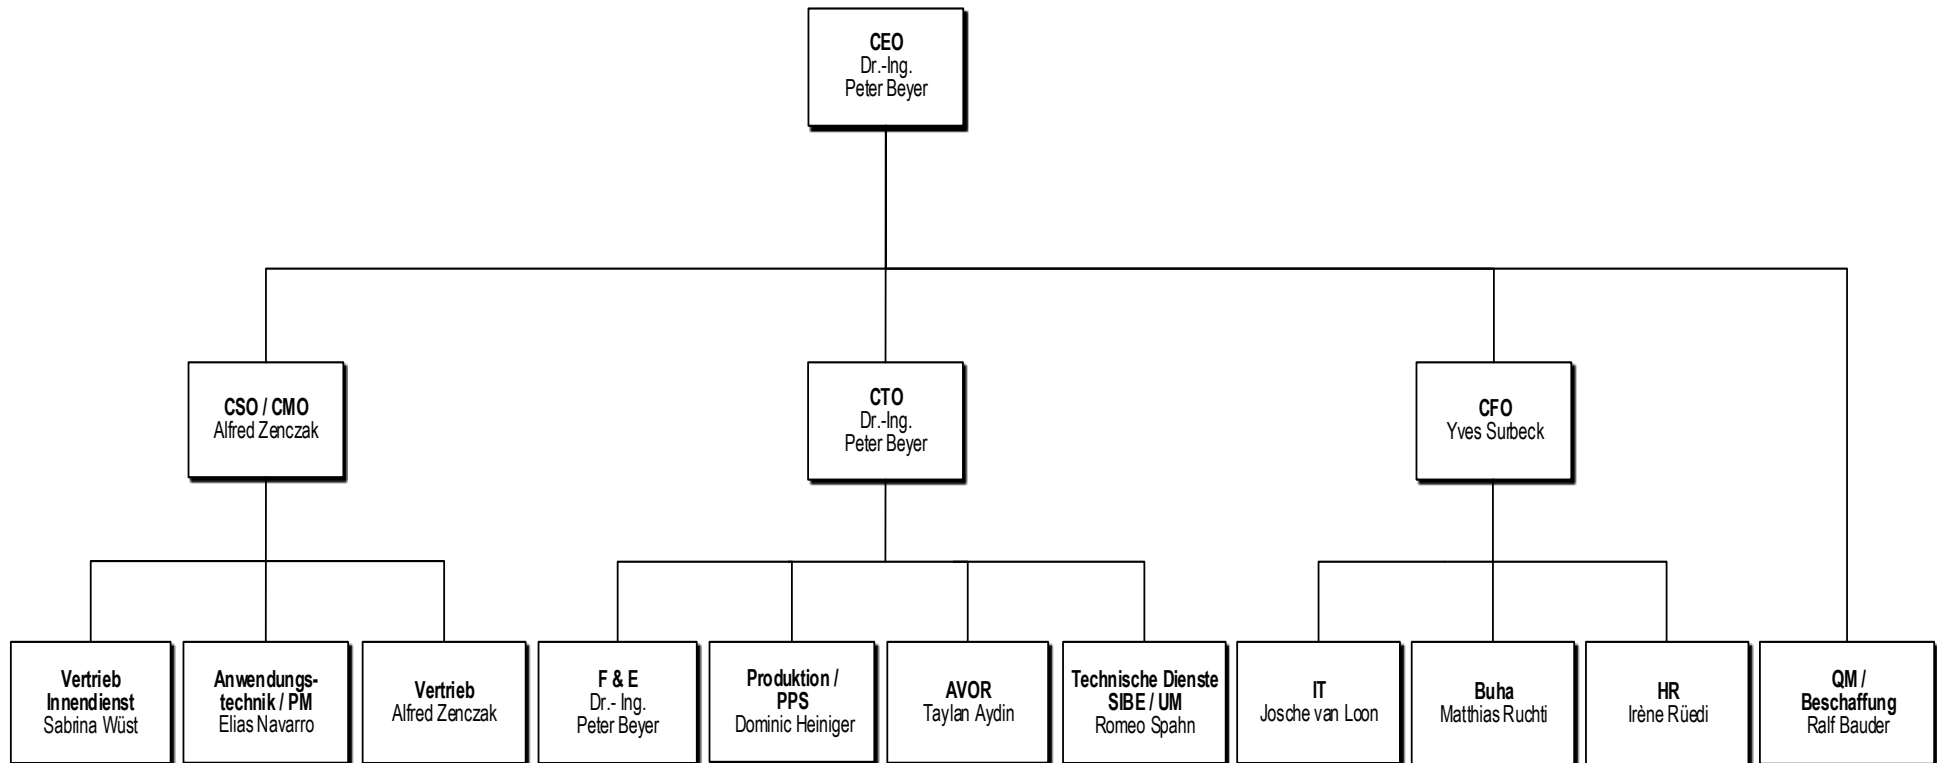 CEO
Dr.-Ing.
Peter Beyer
CSO / CMO
Alfred Zenczak
CTO
Dr.-Ing.
Peter Beyer
CFO
Yves Surbeck
Vertrieb
Innendienst
Sabrina Wüst
Anwendungs-
technik / PM
Elias Navarro
Vertrieb
Alfred Zenczak
F & E
Dr.- Ing.
Peter Beyer
Produktion /
PPS
Dominic Heiniger
AVOR
Taylan Aydin
Technische Dienste
SIBE / UM
Romeo Spahn
IT
Josche van Loon
Buha
Matthias Ruchti
HR
Irène Rüedi
QM /
Beschaffung
Ralf Bauder